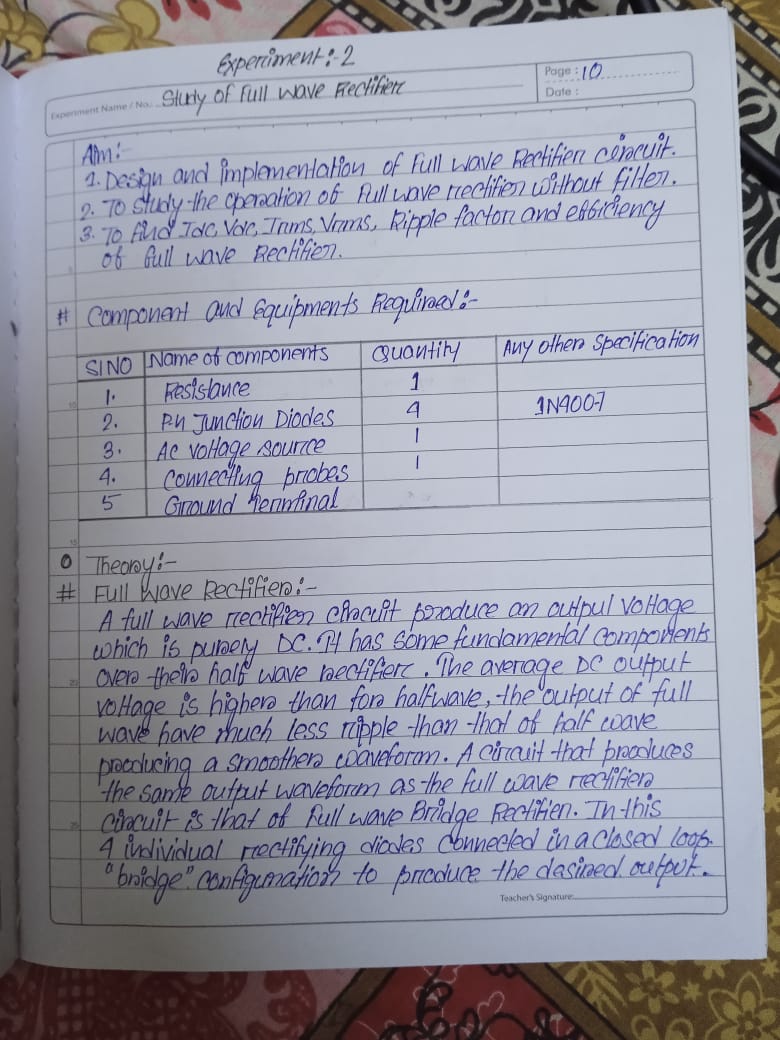 Experiment:-2
Experiment Name / No. Study of Full Wave Rectifier
Page : 10
Date :
Aim:-
1. Design and implementation of Full wave Rectifier circuit.
2. To study the operation of Full wave rectifier without filter.
3. To find Idc, Vdc, Irms, Vrms, Ripple factor and efficiency
of full wave Rectifier.
# Component and Equipments Required:-
Sl NO Name of components Quantity Any other specification
1. Resistance 1
2. P.N Junction Diodes 4 1N4007
3. Ac voltage source 1
4. Connecting probes 1
5 Ground Terminal
Theory:-
# Full Wave Rectifier:-
A full wave rectifier circuit produce an output voltage
which is purely DC. It has some fundamental components
over their half wave rectifier. The average DC output
voltage is higher than for halfwave, the output of full
wave have much less ripple than that of half wave
producing a smoother waveform. A circuit that produces
the same output waveform as the full wave rectifier
circuit is that of Full wave Bridge Rectifier. In this
4 individual rectifying diodes connected in a closed loop
"bridge" configuration to produce the desired output.
Teacher's Signature: